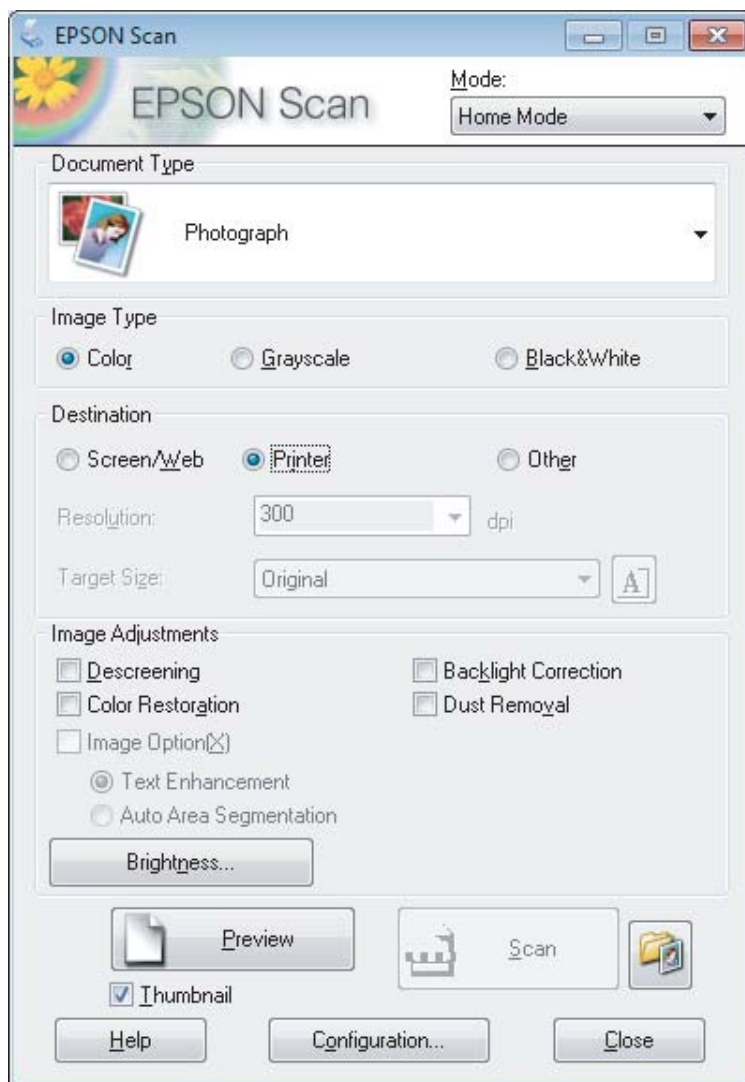 EPSON Scan
EPSON Scan
Mode:
Home Mode
Document Type
Photograph
Image Type
Color
Grayscale
Black&White
Destination
Screen/Web
Printer
Other
Resolution:
300
dpi
Target Size:
Original
A
Image Adjustments
Descreening
Backlight Correction
Color Restoration
Dust Removal
Image Option(X)
Text Enhancement
Auto Area Segmentation
Brightness...
Preview
Scan
Thumbnail
Help
Configuration...
Close